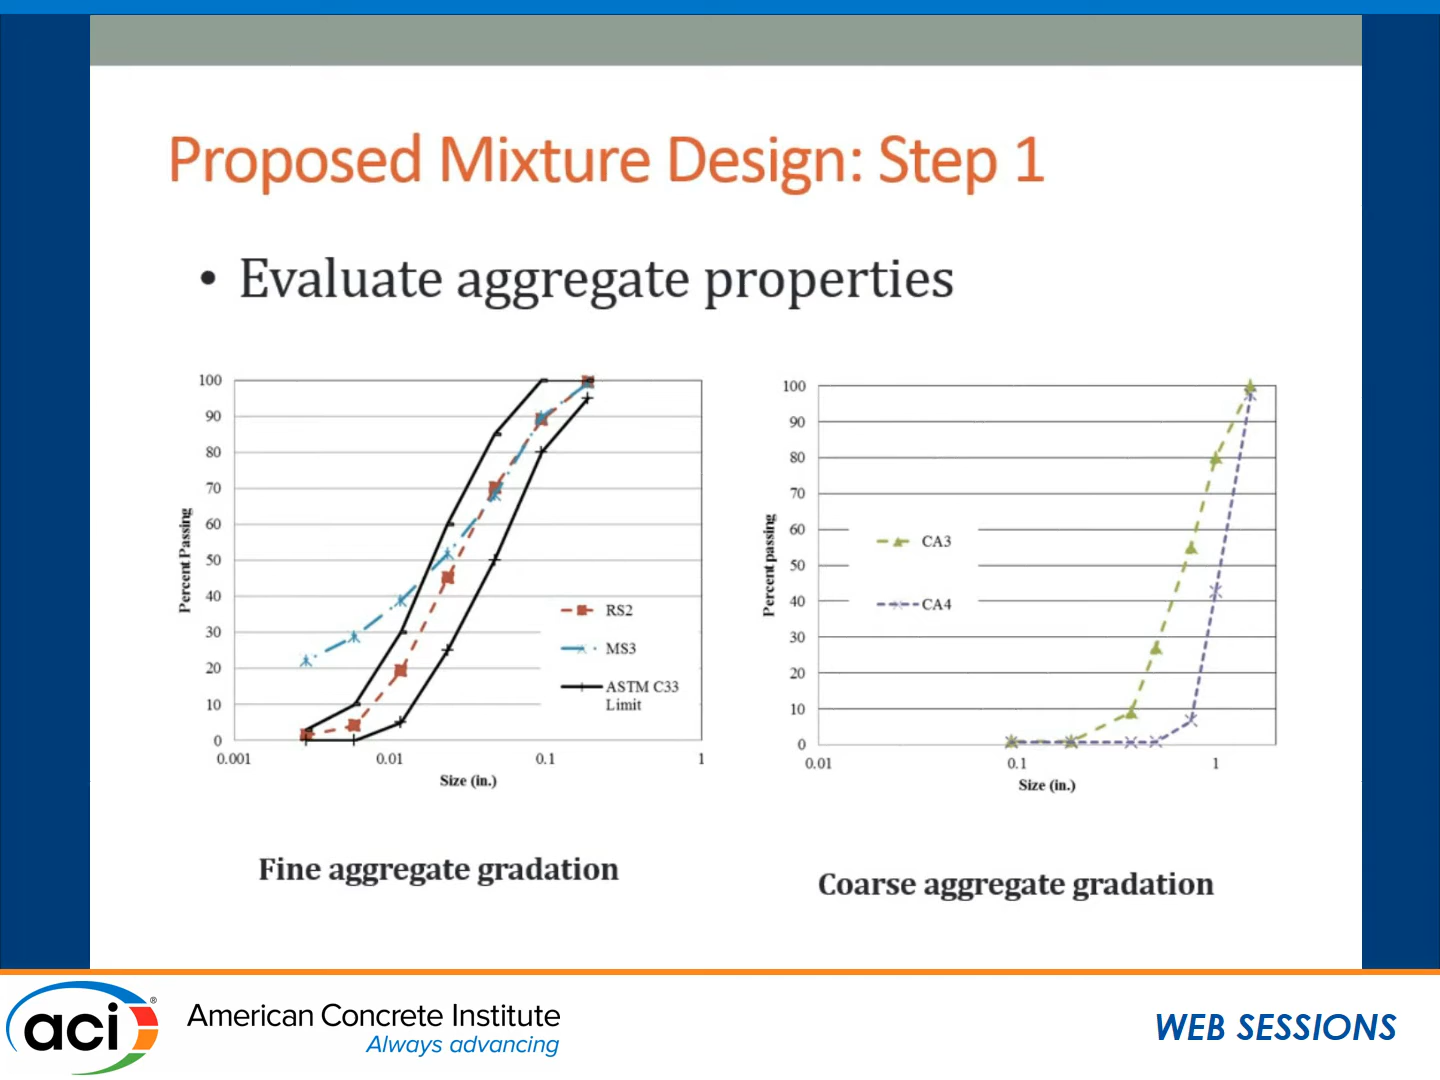 Proposed Mixture Design: Step 1
• Evaluate aggregate properties
100
90
80
70
60
50
40
30
20
10
0
Percent Passing
0.001
0.01
0.1
1
Size (in.)
RS2
MS3
ASTM C33
Limit
Fine aggregate gradation
100
90
80
70
60
50
40
30
20
10
0
Percent passing
0.01
0.1
1
Size (in.)
CA3
CA4
Coarse aggregate gradation
aci®
American Concrete Institute
Always advancing
WEB SESSIONS